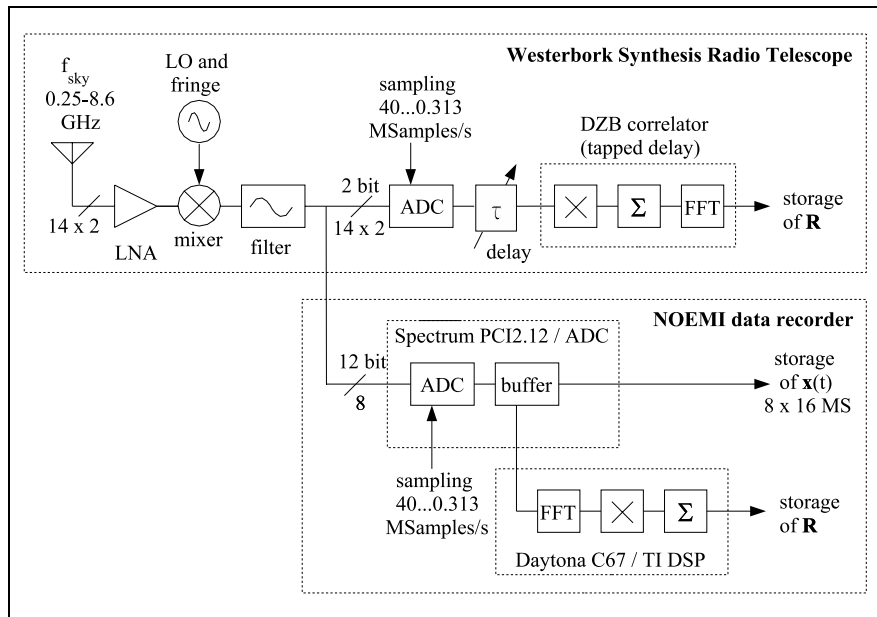 Westerbork Synthesis Radio Telescope
f
sky
0.25-8.6
GHz
LO and
fringe
sampling
40...0.313
MSamples/s
DZB correlator
(tapped delay)
14 x 2
LNA
mixer
filter
2 bit
14 x 2
ADC
τ
delay
Σ
FFT
storage
of R
NOEMI data recorder
Spectrum PCI2.12 / ADC
12 bit
8
ADC
buffer
storage
of x(t)
8 x 16 MS
sampling
40...0.313
MSamples/s
FFT
Σ
storage
of R
Daytona C67 / TI DSP